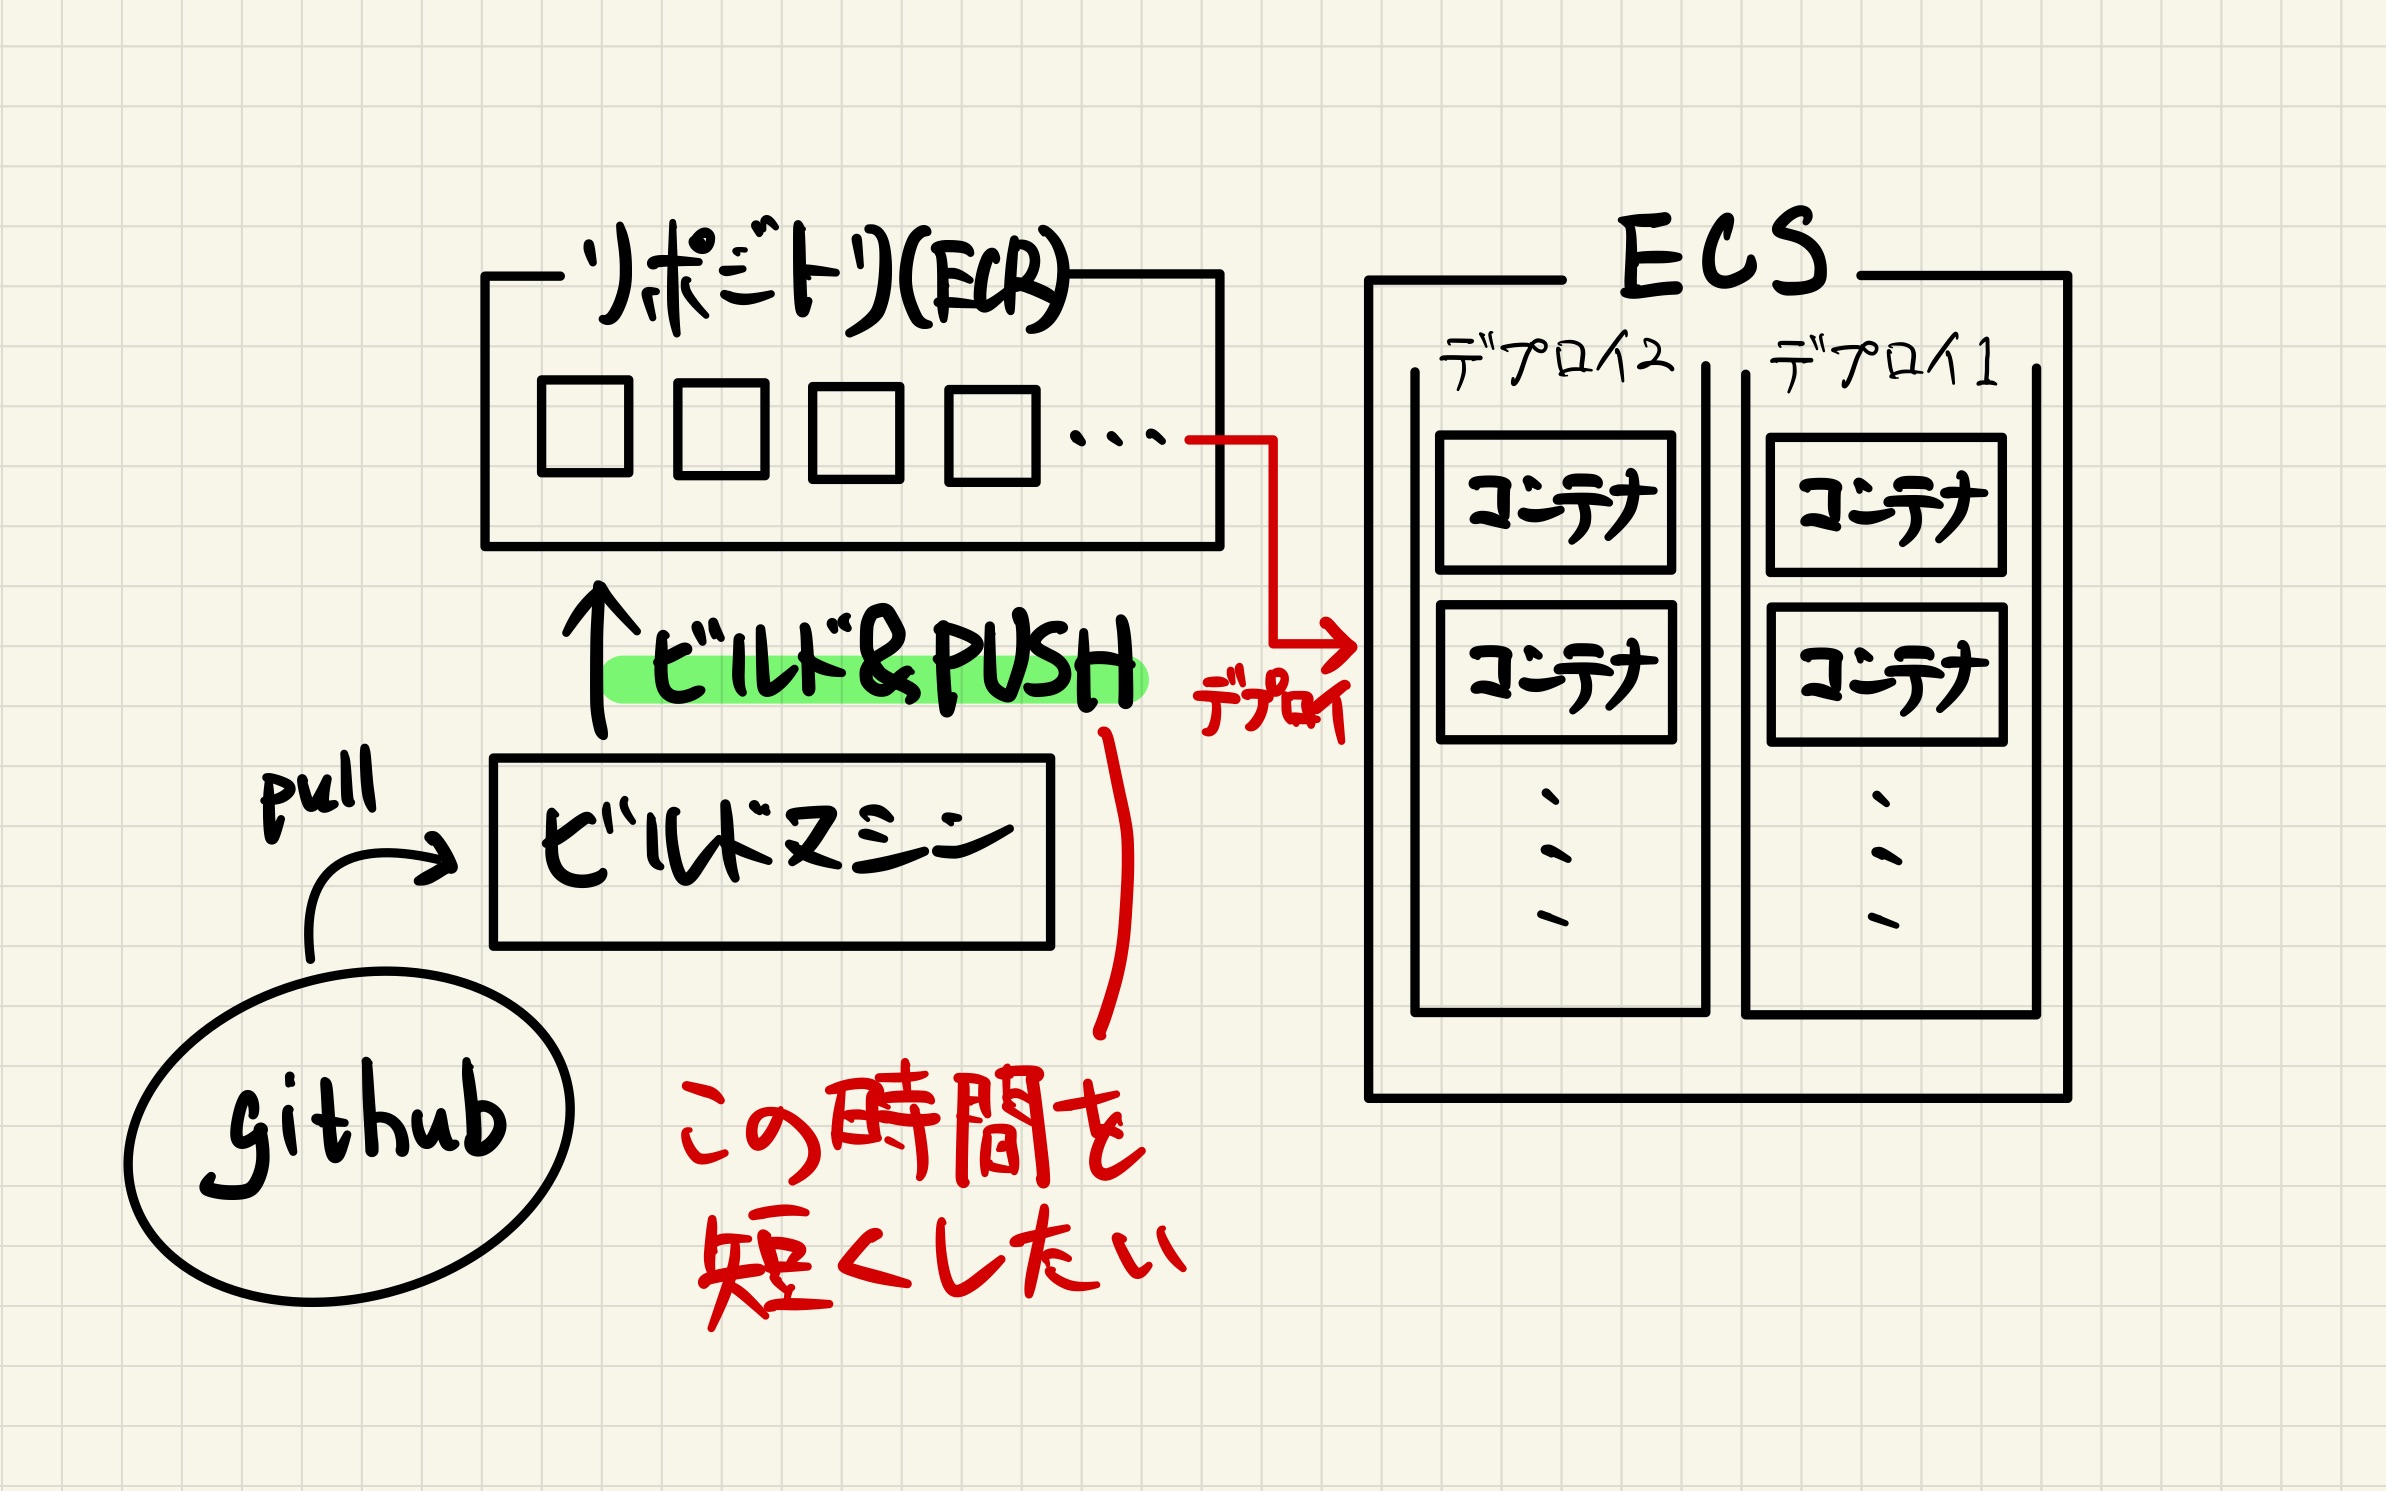 リポジトリ(ECR)
ECS
デプロイ2
デプロイ1
コンテナ
コンテナ
コンテナ
コンテナ
ビルド&PUSH
デプロイ
pull
ビルドマシン
github
この時間を
短くしたい